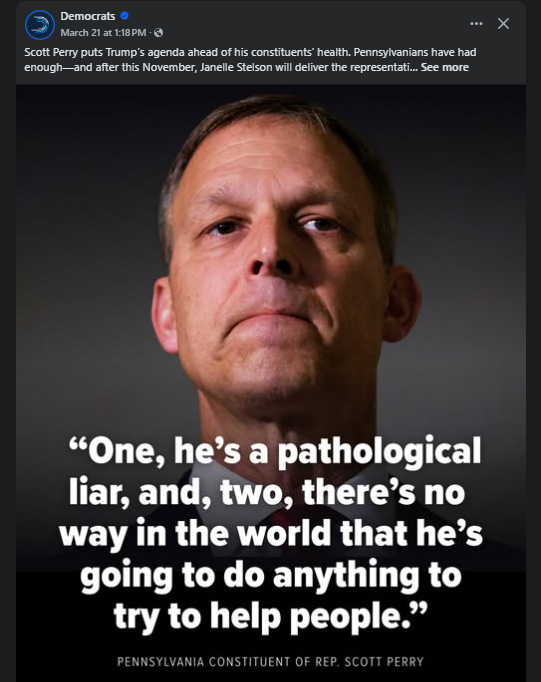 Democrats
March 21 at 1:18 PM ·
Scott Perry puts Trump's agenda ahead of his constituents' health. Pennsylvanians have had
enough—and after this November, Janelle Stelson will deliver the representati... See more
“One, he’s a pathological
liar, and, two, there’s no
way in the world that he’s
going to do anything to
try to help people.”
PENNSYLVANIA CONSTITUENT OF REP. SCOTT PERRY